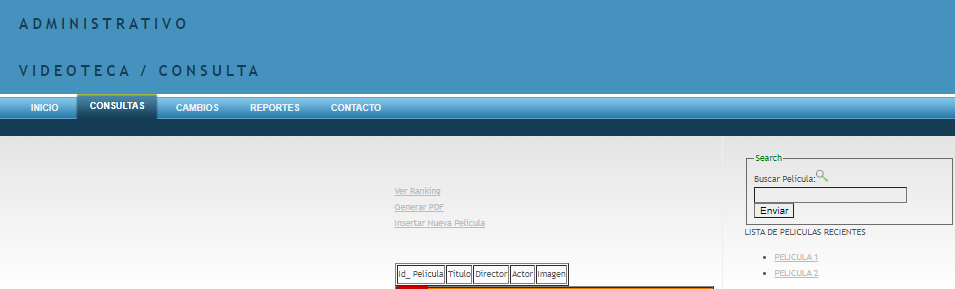 ADMINISTRATIVO
VIDEOTECA / CONSULTA
INICIO CONSULTAS CAMBIOS REPORTES CONTACTO
Ver Ranking
Generar PDF
Insertar Nueva Pelicula
Id_ Pelicula Titulo Director Actor Imagen
Search
Buscar Pelicula:
Enviar
LISTA DE PELICULAS RECIENTES
PELICULA 1
PELICULA 2